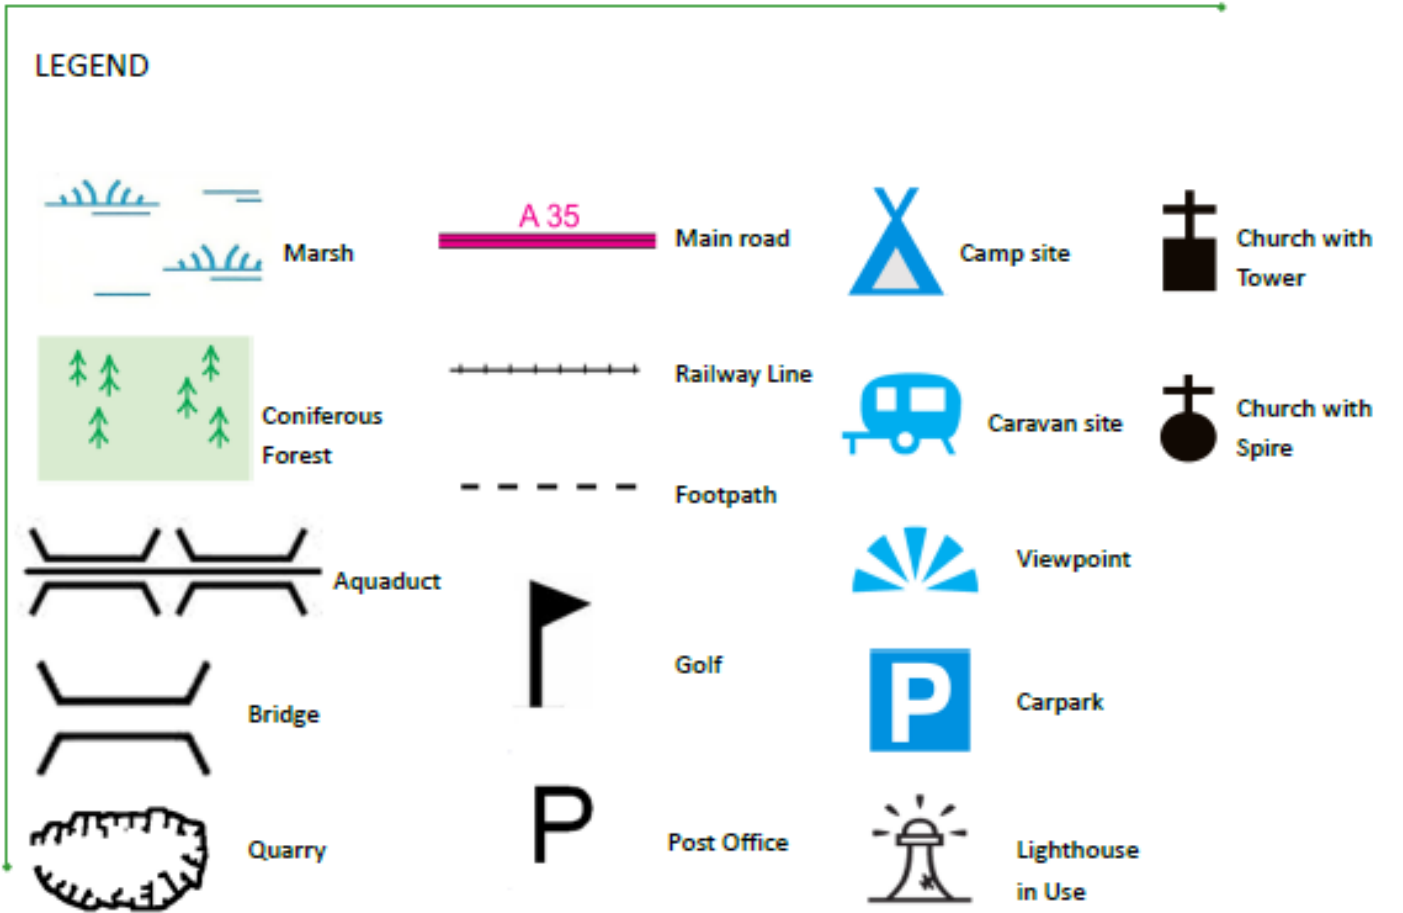 LEGEND
Marsh
Coniferous
Forest
Aquaduct
Bridge
Quarry
A 35
Main road
Railway Line
Footpath
Golf
P
Post Office
Camp site
Caravan site
Viewpoint
P
Carpark
Lighthouse
in Use
Church with
Tower
Church with
Spire